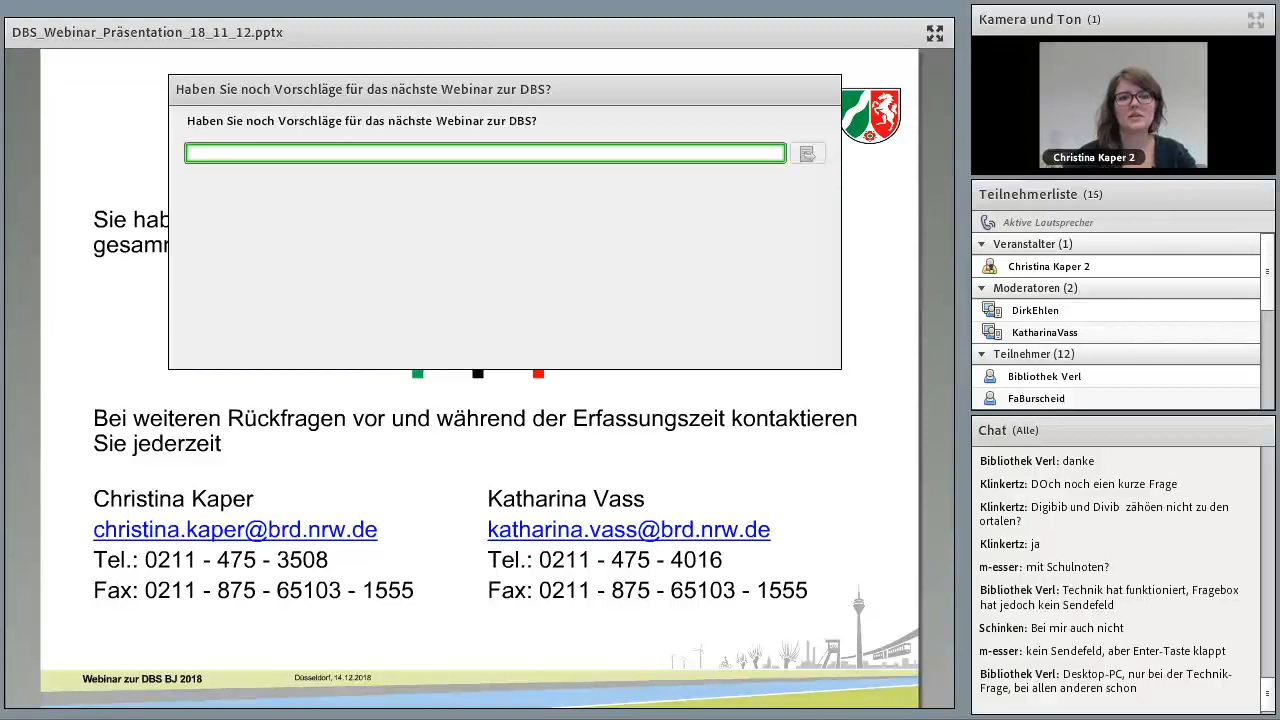 DBS_Webinar_Präsentation_18_11_12.pptx
Haben Sie noch Vorschläge für das nächste Webinar zur DBS?
Haben Sie noch Vorschläge für das nächste Webinar zur DBS?
Sie hab
gesamm
Bei weiteren Rückfragen vor und während der Erfassungszeit kontaktieren
Sie jederzeit
Christina Kaper
christina.kaper@brd.nrw.de
Tel.: 0211 - 475 - 3508
Fax: 0211 - 875 - 65103 - 1555
Katharina Vass
katharina.vass@brd.nrw.de
Tel.: 0211 - 475 - 4016
Fax: 0211 - 875 - 65103 - 1555
Webinar zur DBS BJ 2018
Düsseldorf, 14.12.2018
Kamera und Ton (1)
Christina Kaper 2
Teilnehmerliste (15)
Aktive Lautsprecher
Veranstalter (1)
Christina Kaper 2
Moderatoren (2)
DirkEhlen
KatharinaVass
Teilnehmer (12)
Bibliothek Verl
FaBurscheid
Chat (Alle)
Bibliothek Verl: danke
Klinkertz: DOch noch eien kurze Frage
Klinkertz: Digibib und Divib zähöen nicht zu den
ortalen?
Klinkertz: ja
m-esser: mit Schulnoten?
Bibliothek Verl: Technik hat funktioniert, Fragebox
hat jedoch kein Sendefeld
Schinken: Bei mir auch nicht
m-esser: kein Sendefeld, aber Enter-Taste klappt
Bibliothek Verl: Desktop-PC, nur bei der Technik-
Frage, bei allen anderen schon